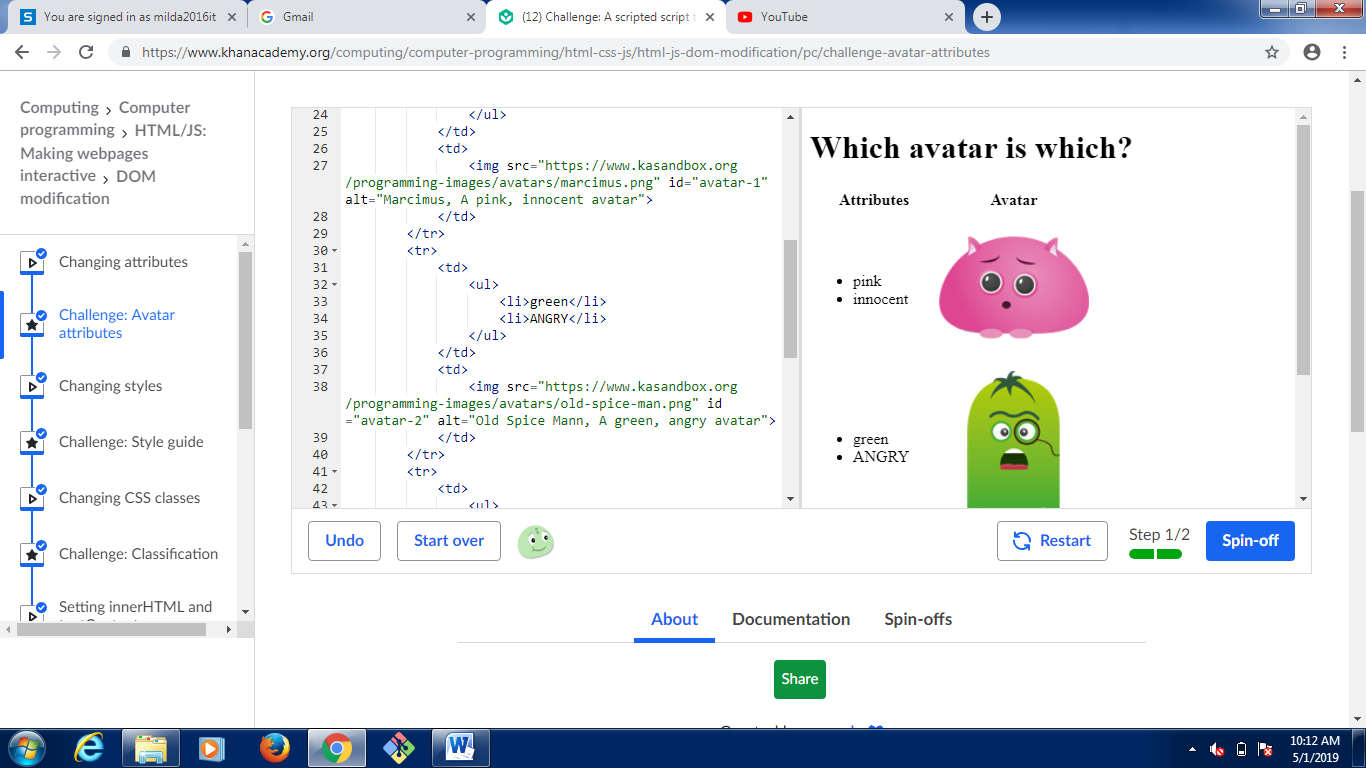 You are signed in as milda2016it
Gmail
(12) Challenge: A scripted script t
YouTube
https://www.khanacademy.org/computing/computer-programming/html-css-js/html-js-dom-modification/pc/challenge-avatar-attributes
Computing › Computer
programming › HTML/JS:
Making webpages
interactive › DOM
modification
Changing attributes
Challenge: Avatar
attributes
Changing styles
Challenge: Style guide
Changing CSS classes
Challenge: Classification
Setting innerHTML and
24 </ul>
25 </td>
26 <td>
27 <img src="https://www.kasandbox.org
/programming-images/avatars/marcimus.png" id="avatar-1"
alt="Marcimus, A pink, innocent avatar">
28 </td>
29 </tr>
30 <tr>
31 <td>
32 <ul>
33 <li>green</li>
34 <li>ANGRY</li>
35 </ul>
36 </td>
37 <td>
38 <img src="https://www.kasandbox.org
/programming-images/avatars/old-spice-man.png" id
="avatar-2" alt="Old Spice Mann, A green, angry avatar">
39 </td>
40 </tr>
41 <tr>
42 <td>
43 <ul>
Which avatar is which?
Attributes Avatar
• pink
• innocent
• green
• ANGRY
Undo
Start over
Restart
Step 1/2
Spin-off
About
Documentation
Spin-offs
Share
10:12 AM
5/1/2019